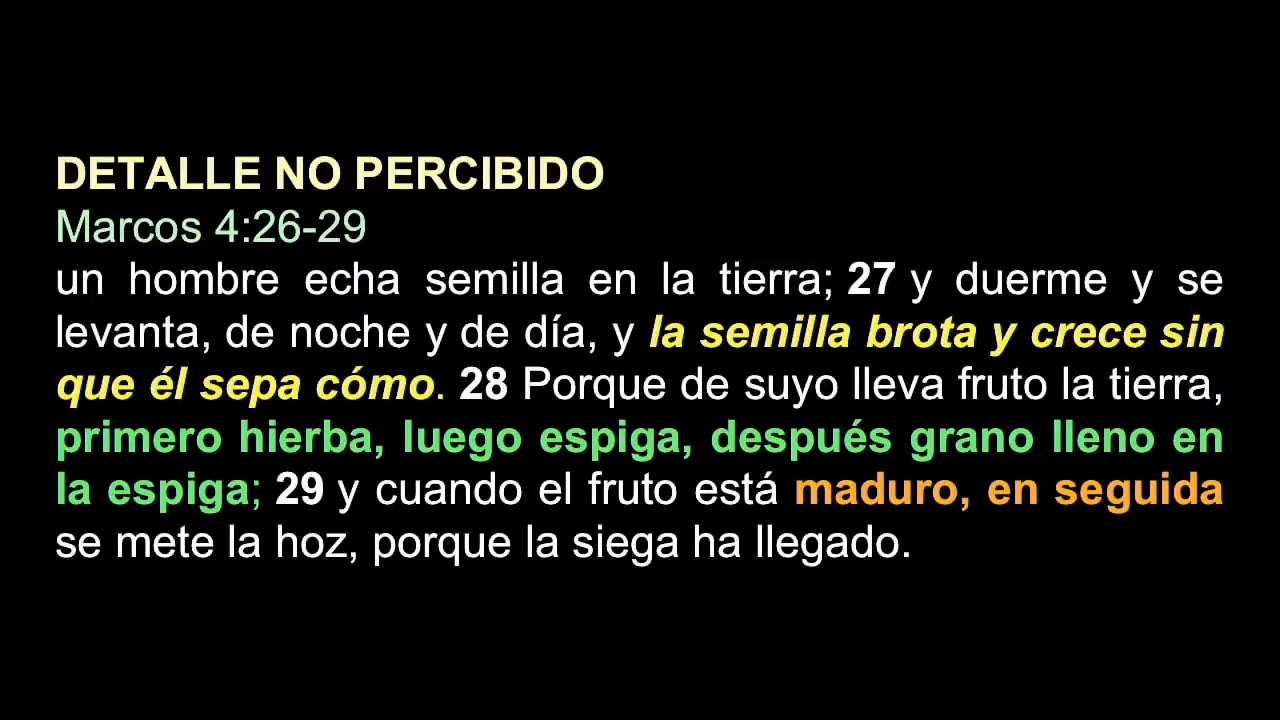 DETALLE NO PERCIBIDO
Marcos 4:26-29
un hombre echa semilla en la tierra; 27 y duerme y se
levanta, de noche y de día, y la semilla brota y crece sin
que él sepa cómo. 28 Porque de suyo lleva fruto la tierra,
primero hierba, luego espiga, después grano lleno en
la espiga; 29 y cuando el fruto está maduro, en seguida
se mete la hoz, porque la siega ha llegado.